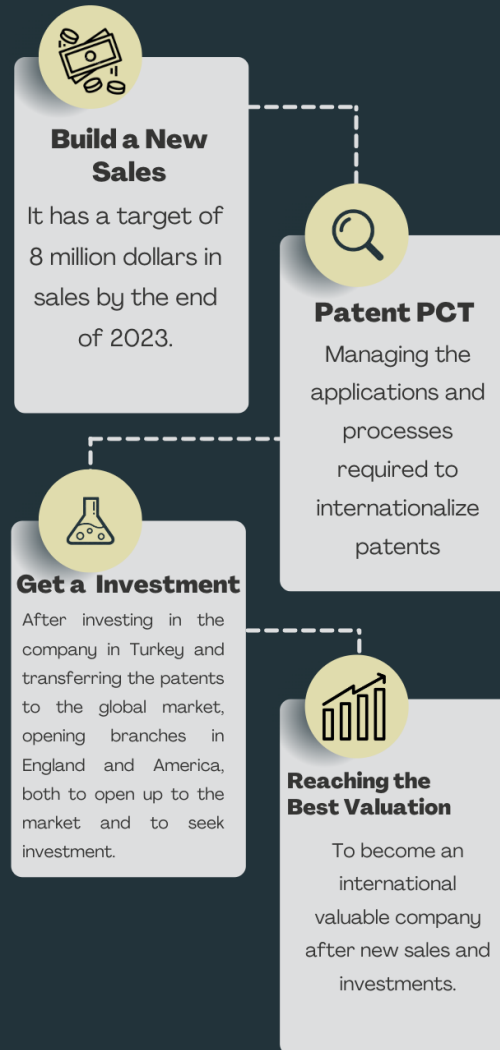 Build a New
Sales
It has a target of
8 million dollars in
sales by the end
of 2023.
Patent PCT
Managing the
applications and
processes
required to
internationalize
patents
Get a Investment
After investing in the
company in Turkey and
transferring the patents
to the global market,
opening branches in
England and America,
both to open up to the
market and to seek
investment.
Reaching the
Best Valuation
To become an
international
valuable company
after new sales and
investments.